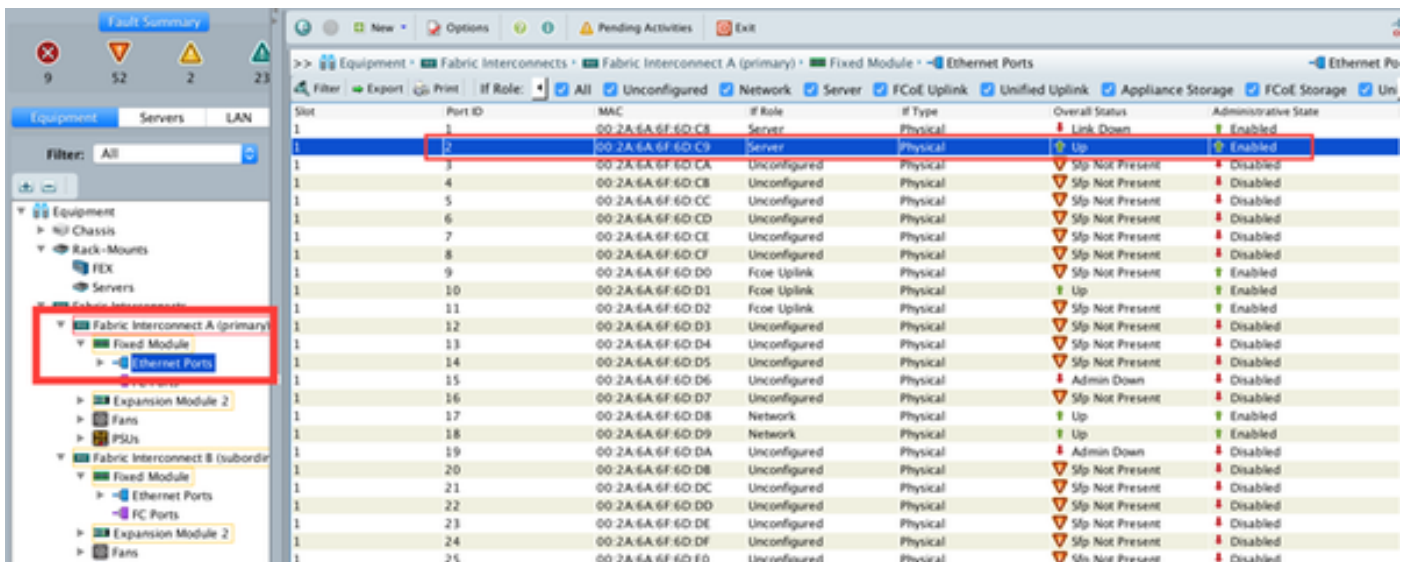 Fault Summary
9 52 2 23
Equipment Servers LAN
Filter: All
Equipment
Chassis
Rack-Mounts
FEX
Servers
Fabric Interconnects
Fabric Interconnect A (primary)
Fixed Module
Ethernet Ports
FC Ports
Expansion Module 2
Fans
PSUs
Fabric Interconnect B (subordin
Fixed Module
Ethernet Ports
FC Ports
Expansion Module 2
Fans
New Options Pending Activities Exit
>> Equipment Fabric Interconnects Fabric Interconnect A (primary) Fixed Module Ethernet Ports Ethernet Po
Filter Export Print If Role: All Unconfigured Network Server FCoE Uplink Unified Uplink Appliance Storage FCoE Storage Uni
Slot Port ID MAC If Role If Type Overall Status Administrative State
1 1 00:2A:6A:6F:6D:C8 Server Physical Link Down Enabled
1 2 00:2A:6A:6F:6D:C9 Server Physical Up Enabled
1 3 00:2A:6A:6F:6D:CA Unconfigured Physical Sfp Not Present Disabled
1 4 00:2A:6A:6F:6D:CB Unconfigured Physical Sfp Not Present Disabled
1 5 00:2A:6A:6F:6D:CC Unconfigured Physical Sfp Not Present Disabled
1 6 00:2A:6A:6F:6D:CD Unconfigured Physical Sfp Not Present Disabled
1 7 00:2A:6A:6F:6D:CE Unconfigured Physical Sfp Not Present Disabled
1 8 00:2A:6A:6F:6D:CF Unconfigured Physical Sfp Not Present Disabled
1 9 00:2A:6A:6F:6D:D0 Fcoe Uplink Physical Sfp Not Present Enabled
1 10 00:2A:6A:6F:6D:D1 Fcoe Uplink Physical Up Enabled
1 11 00:2A:6A:6F:6D:D2 Fcoe Uplink Physical Sfp Not Present Enabled
1 12 00:2A:6A:6F:6D:D3 Unconfigured Physical Sfp Not Present Disabled
1 13 00:2A:6A:6F:6D:D4 Unconfigured Physical Sfp Not Present Disabled
1 14 00:2A:6A:6F:6D:D5 Unconfigured Physical Sfp Not Present Disabled
1 15 00:2A:6A:6F:6D:D6 Unconfigured Physical Admin Down Disabled
1 16 00:2A:6A:6F:6D:D7 Unconfigured Physical Sfp Not Present Disabled
1 17 00:2A:6A:6F:6D:D8 Network Physical Up Enabled
1 18 00:2A:6A:6F:6D:D9 Network Physical Up Enabled
1 19 00:2A:6A:6F:6D:DA Unconfigured Physical Admin Down Disabled
1 20 00:2A:6A:6F:6D:DB Unconfigured Physical Sfp Not Present Disabled
1 21 00:2A:6A:6F:6D:DC Unconfigured Physical Sfp Not Present Disabled
1 22 00:2A:6A:6F:6D:DD Unconfigured Physical Sfp Not Present Disabled
1 23 00:2A:6A:6F:6D:DE Unconfigured Physical Sfp Not Present Disabled
1 24 00:2A:6A:6F:6D:DF Unconfigured Physical Sfp Not Present Disabled
1 25 00:2A:6A:6F:6D:E0 Unconfigured Physical Sfp Not Present Disabled